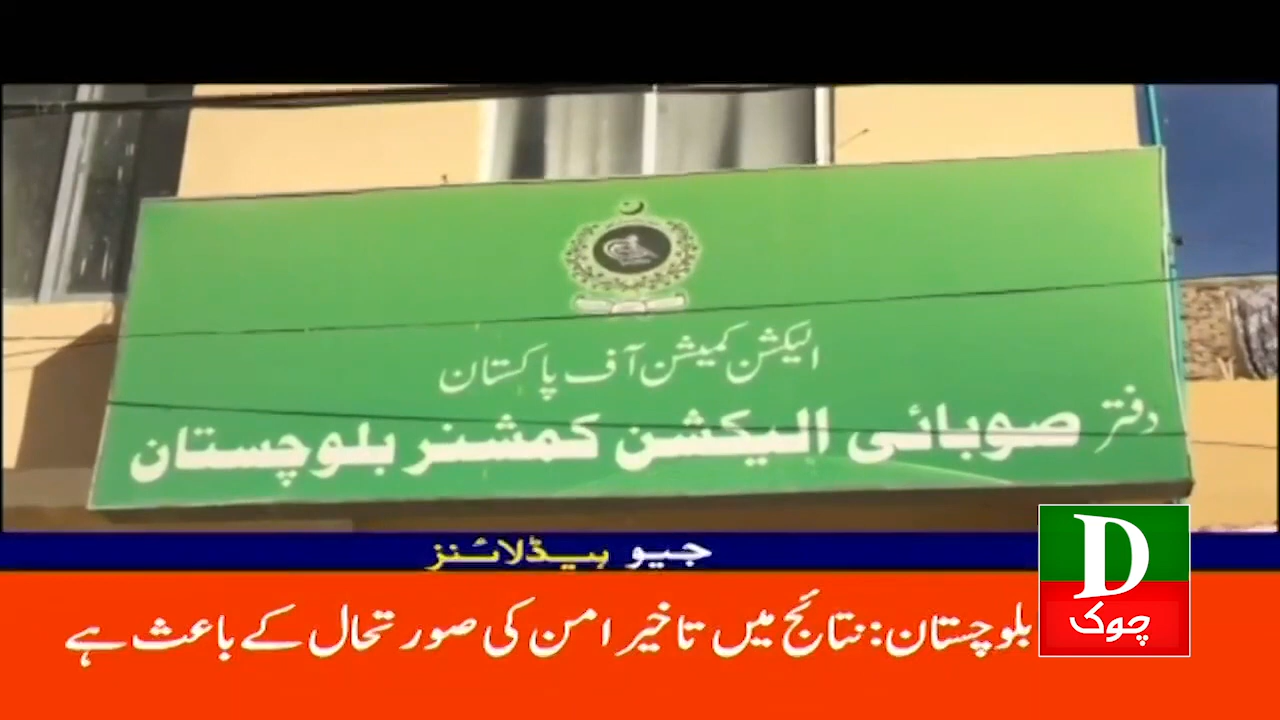 الیکشن کمیشن آف پاکستان
دفتر صوبائی الیکشن کمشنر بلوچستان
جیو ہیڈلائنز
D
چوک
بلوچستان: نتائج میں تاخیر امن کی صورتحال کے باعث ہے